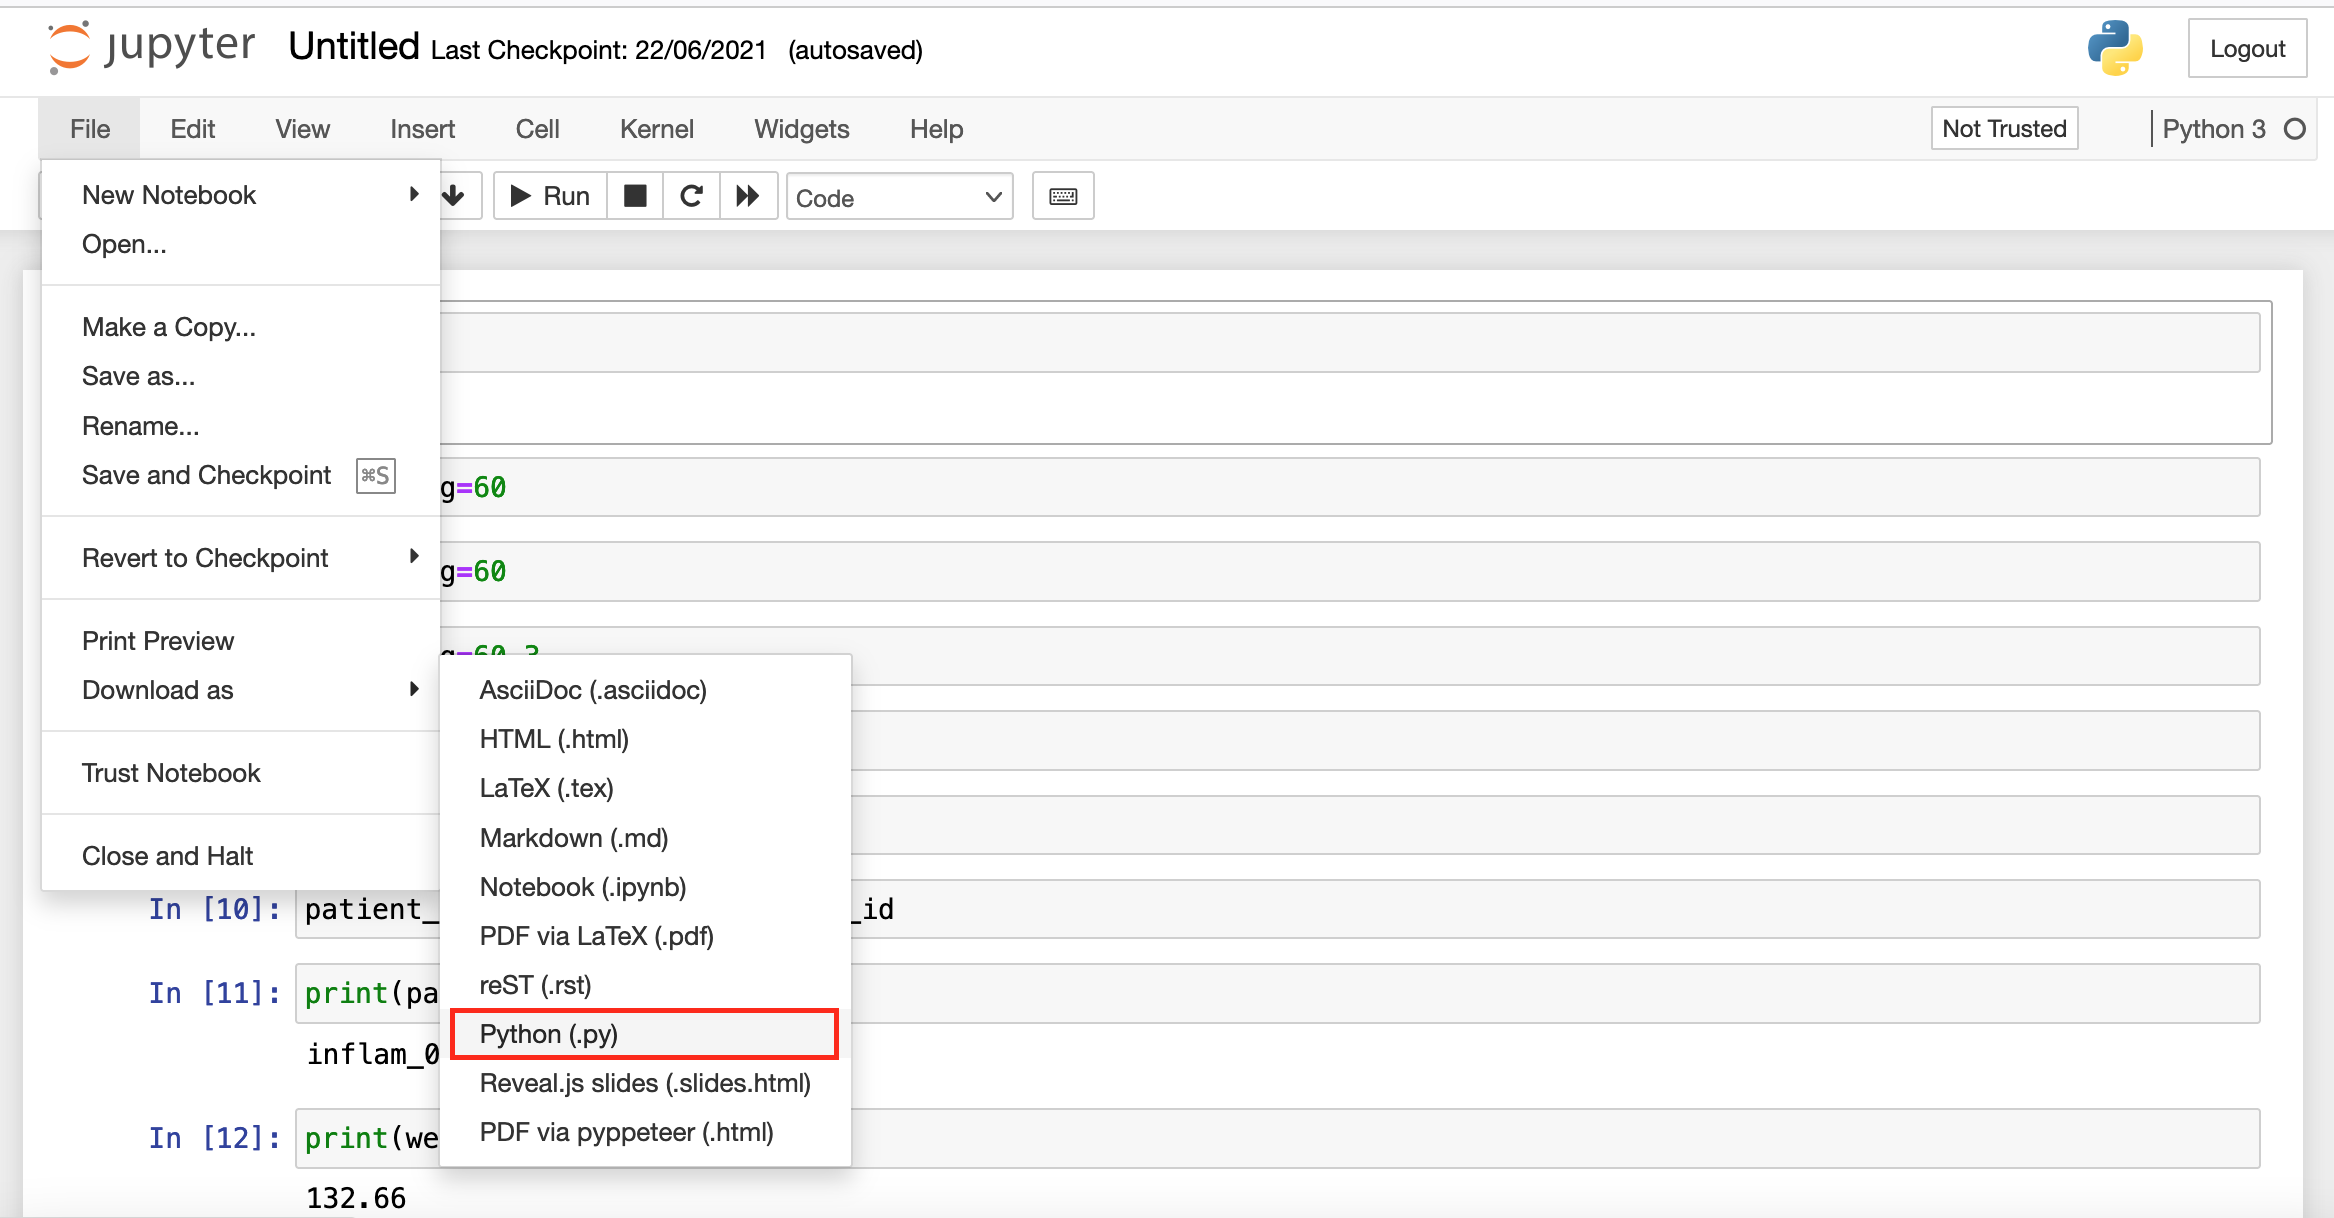 jupyter Untitled Last Checkpoint: 22/06/2021 (autosaved)
Logout
File Edit View Insert Cell Kernel Widgets Help
Not Trusted
Python 3
New Notebook
Open...
Make a Copy...
Save as...
Rename...
Save and Checkpoint ⌘S
Revert to Checkpoint
Print Preview
Download as
Trust Notebook
Close and Halt
Run
Code
g=60
g=60
AsciiDoc (.asciidoc)
HTML (.html)
LaTeX (.tex)
Markdown (.md)
Notebook (.ipynb)
PDF via LaTeX (.pdf)
reST (.rst)
Python (.py)
Reveal.js slides (.slides.html)
PDF via pyppeteer (.html)
In [10]: patient_ _id
In [11]: print(pa
inflam_0
In [12]: print(we
132.66